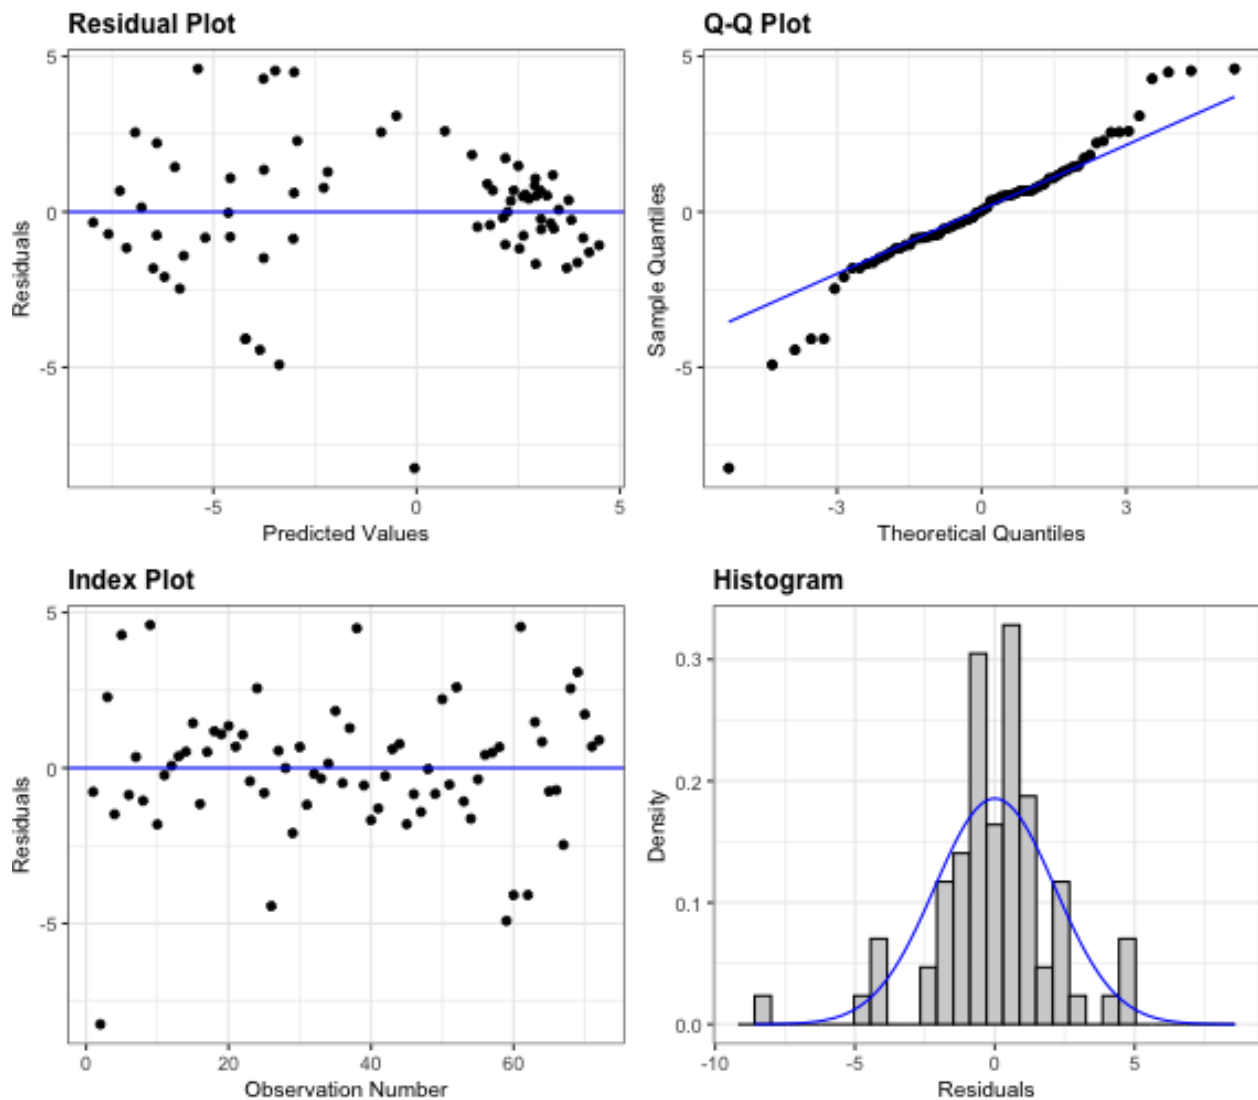 Residual Plot
5
0
-5
Residuals
-5
0
5
Predicted Values
Q-Q Plot
5
0
-5
Sample Quantiles
-3
0
3
Theoretical Quantiles
Index Plot
5
0
-5
Residuals
0
20
40
60
Observation Number
Histogram
0.3
0.2
0.1
0.0
Density
-10
-5
0
5
Residuals